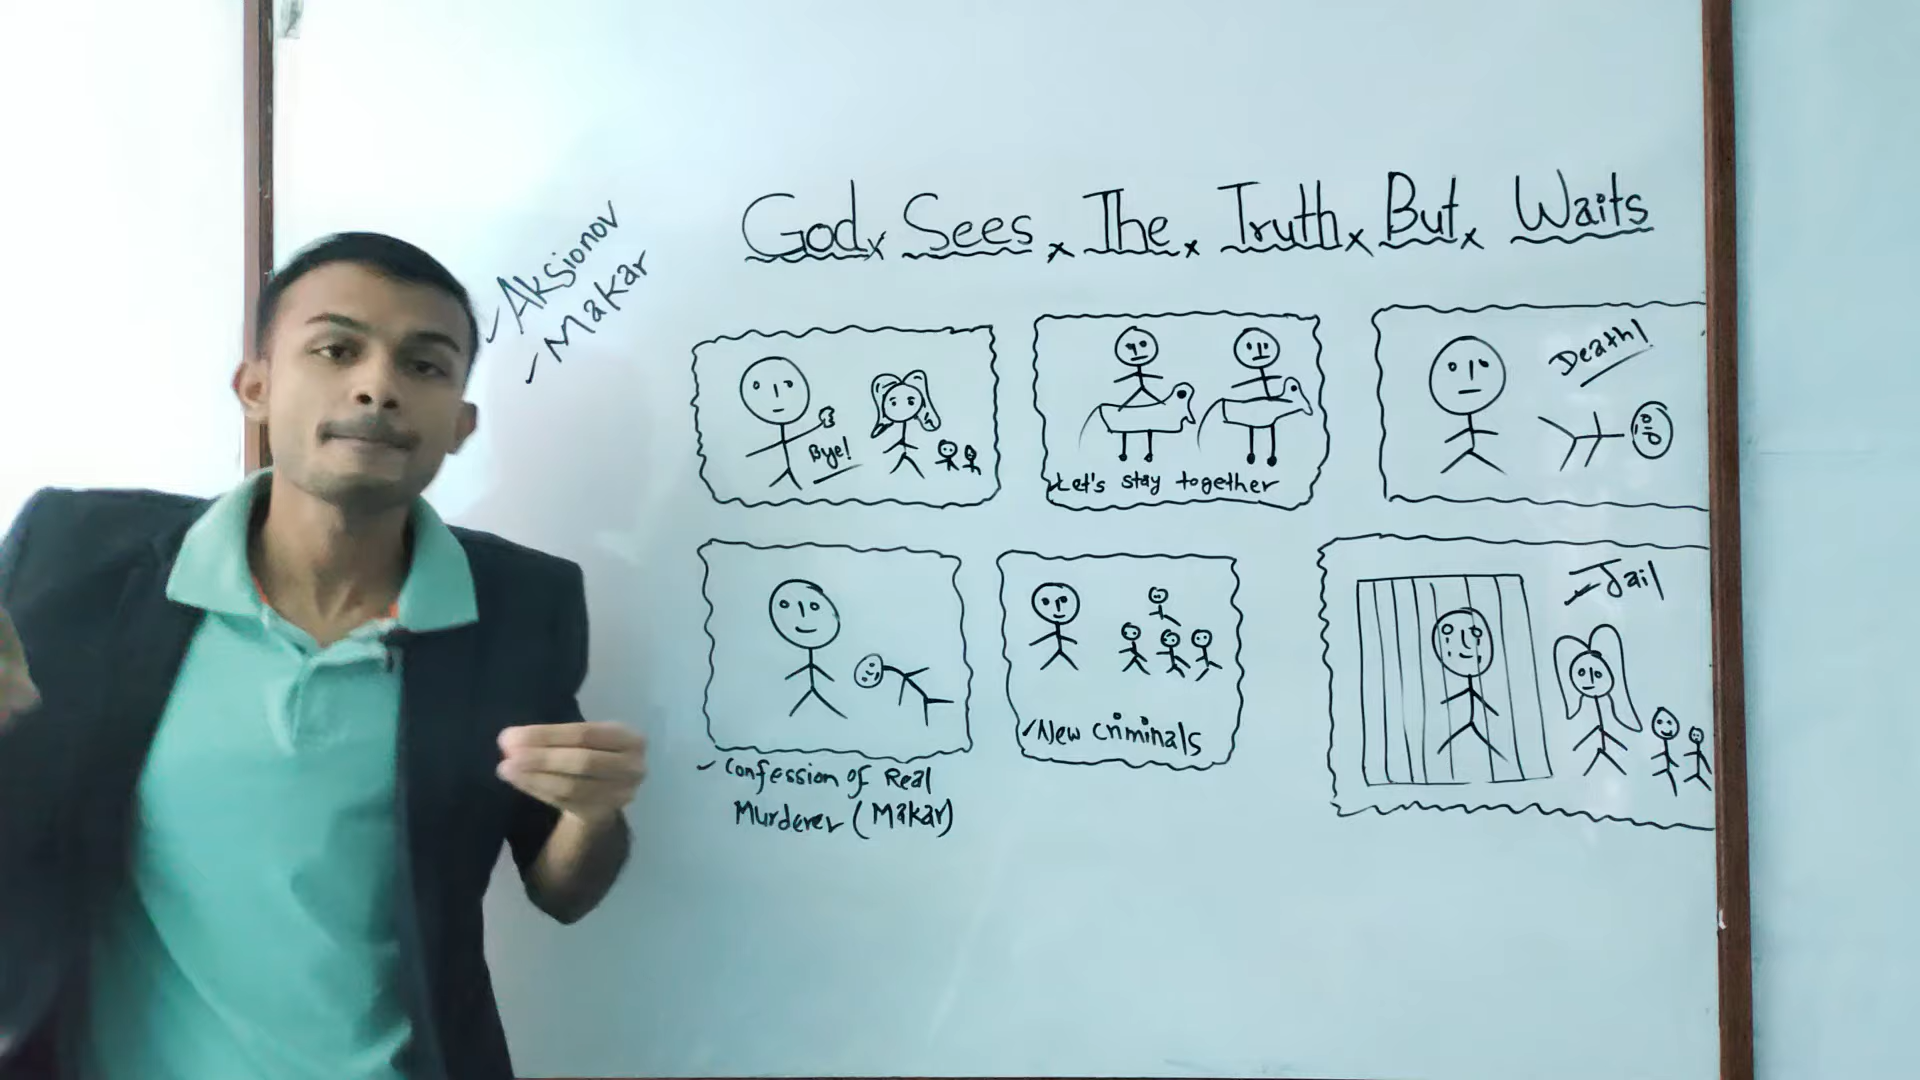 God Sees The Truth But Waits
Aksionov
Makar
Bye!
Let's stay together
Death!
Confession of Real
Murderer (Makar)
New criminals
Jail